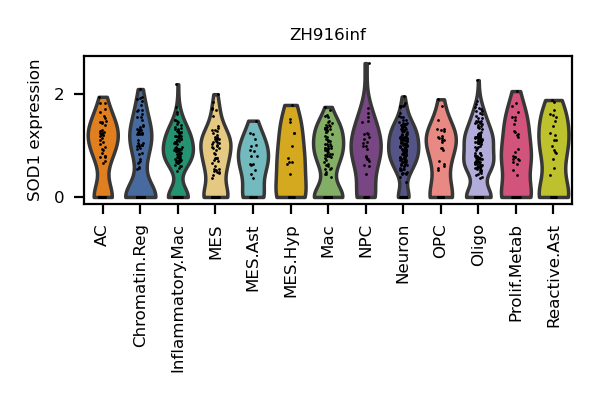 ZH916inf
SOD1 expression
2
0
AC
Chromatin.Reg
Inflammatory.Mac
MES
MES.Ast
MES.Hyp
Mac
NPC
Neuron
OPC
Oligo
Prolif.Metab
Reactive.Ast